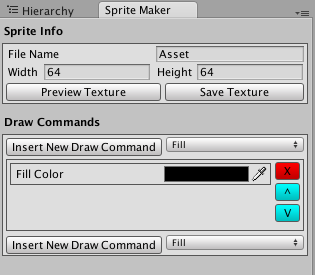 Hierarchy Sprite Maker
Sprite Info
File Name Asset
Width 64 Height 64
Preview Texture Save Texture
Draw Commands
Insert New Draw Command Fill
Fill Color X
^
V
Insert New Draw Command Fill